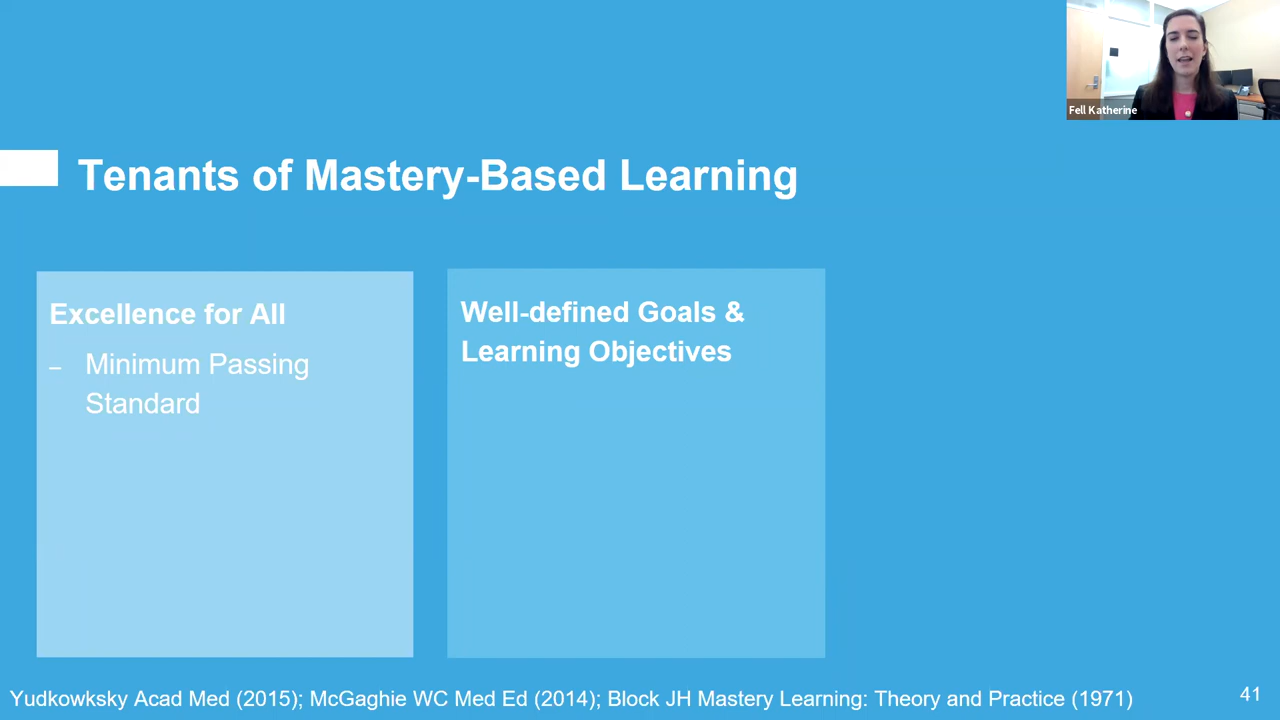 Fell Katherine
Tenants of Mastery-Based Learning
Excellence for All
– Minimum Passing
Standard
Well-defined Goals &
Learning Objectives
Yudkowksky Acad Med (2015); McGaghie WC Med Ed (2014); Block JH Mastery Learning: Theory and Practice (1971)
41